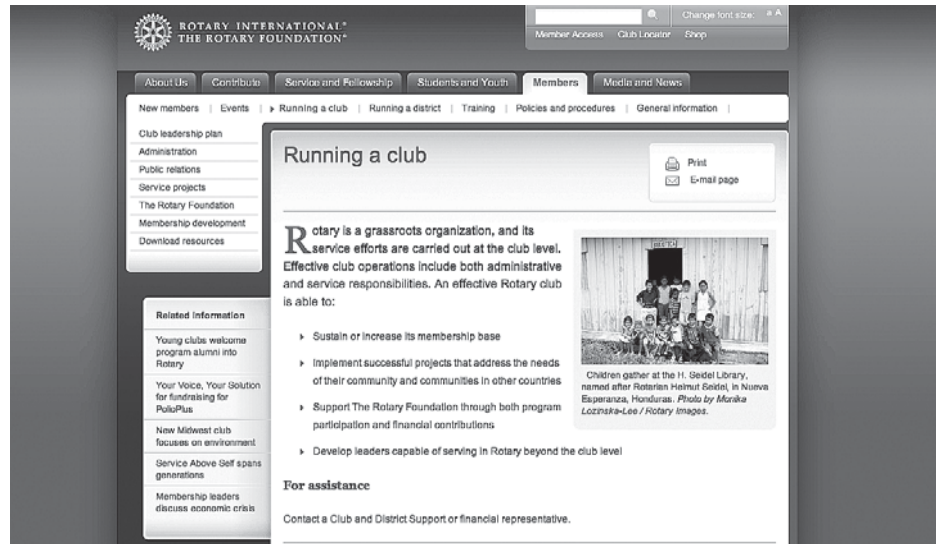 ROTARY INTERNATIONAL®
THE ROTARY FOUNDATION®
Change font size: a A
Member Access Club Locator Shop
About Us Contribute Service and Fellowship Students and Youth Members Media and News
New members | Events | Running a club | Running a district | Training | Policies and procedures | General information |
Club leadership plan
Administration
Public relations
Service projects
The Rotary Foundation
Membership development
Download resources
Running a club
Print
E-mail page
Rotary is a grassroots organization, and its
service efforts are carried out at the club level.
Effective club operations include both administrative
and service responsibilities. An effective Rotary club
is able to:
Sustain or increase its membership base
Implement successful projects that address the needs
of their community and communities in other countries
Support The Rotary Foundation through both program
participation and financial contributions
Develop leaders capable of serving in Rotary beyond the club level
For assistance
Contact a Club and District Support or financial representative.
Children gather at the H. Seidel Library,
named after Rotarian Helmut Seidel, in Nueva
Esperanza, Honduras. Photo by Monika
Lozinska-Lee / Rotary Images.
Related Information
Young clubs welcome
program alumni into
Rotary
Your Voice, Your Solution
for fundraising for
PolioPlus
New Midwest club
focuses on environment
Service Above Self spans
generations
Membership leaders
discuss economic crisis